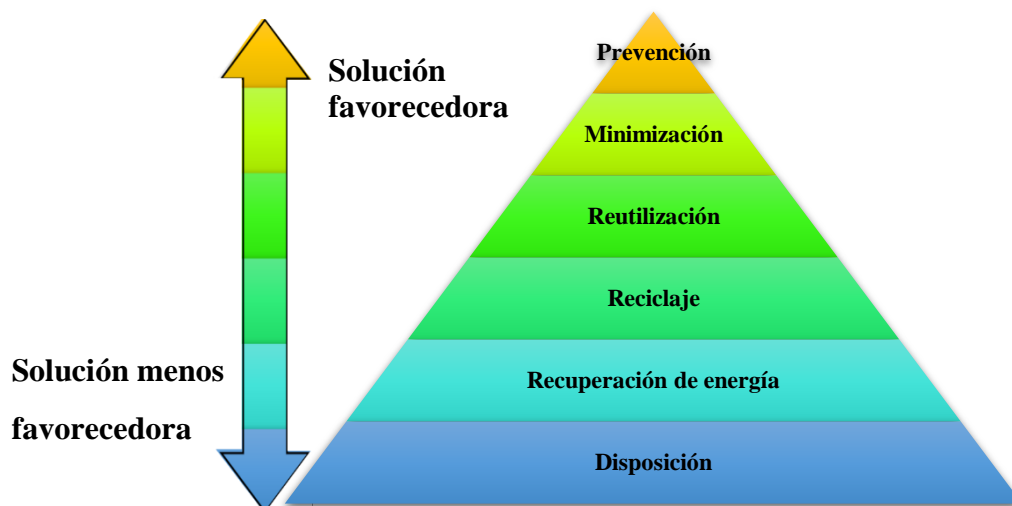 Prevención
Solución
favorecedora
Minimización
Reutilización
Reciclaje
Solución menos
favorecedora
Recuperación de energía
Disposición